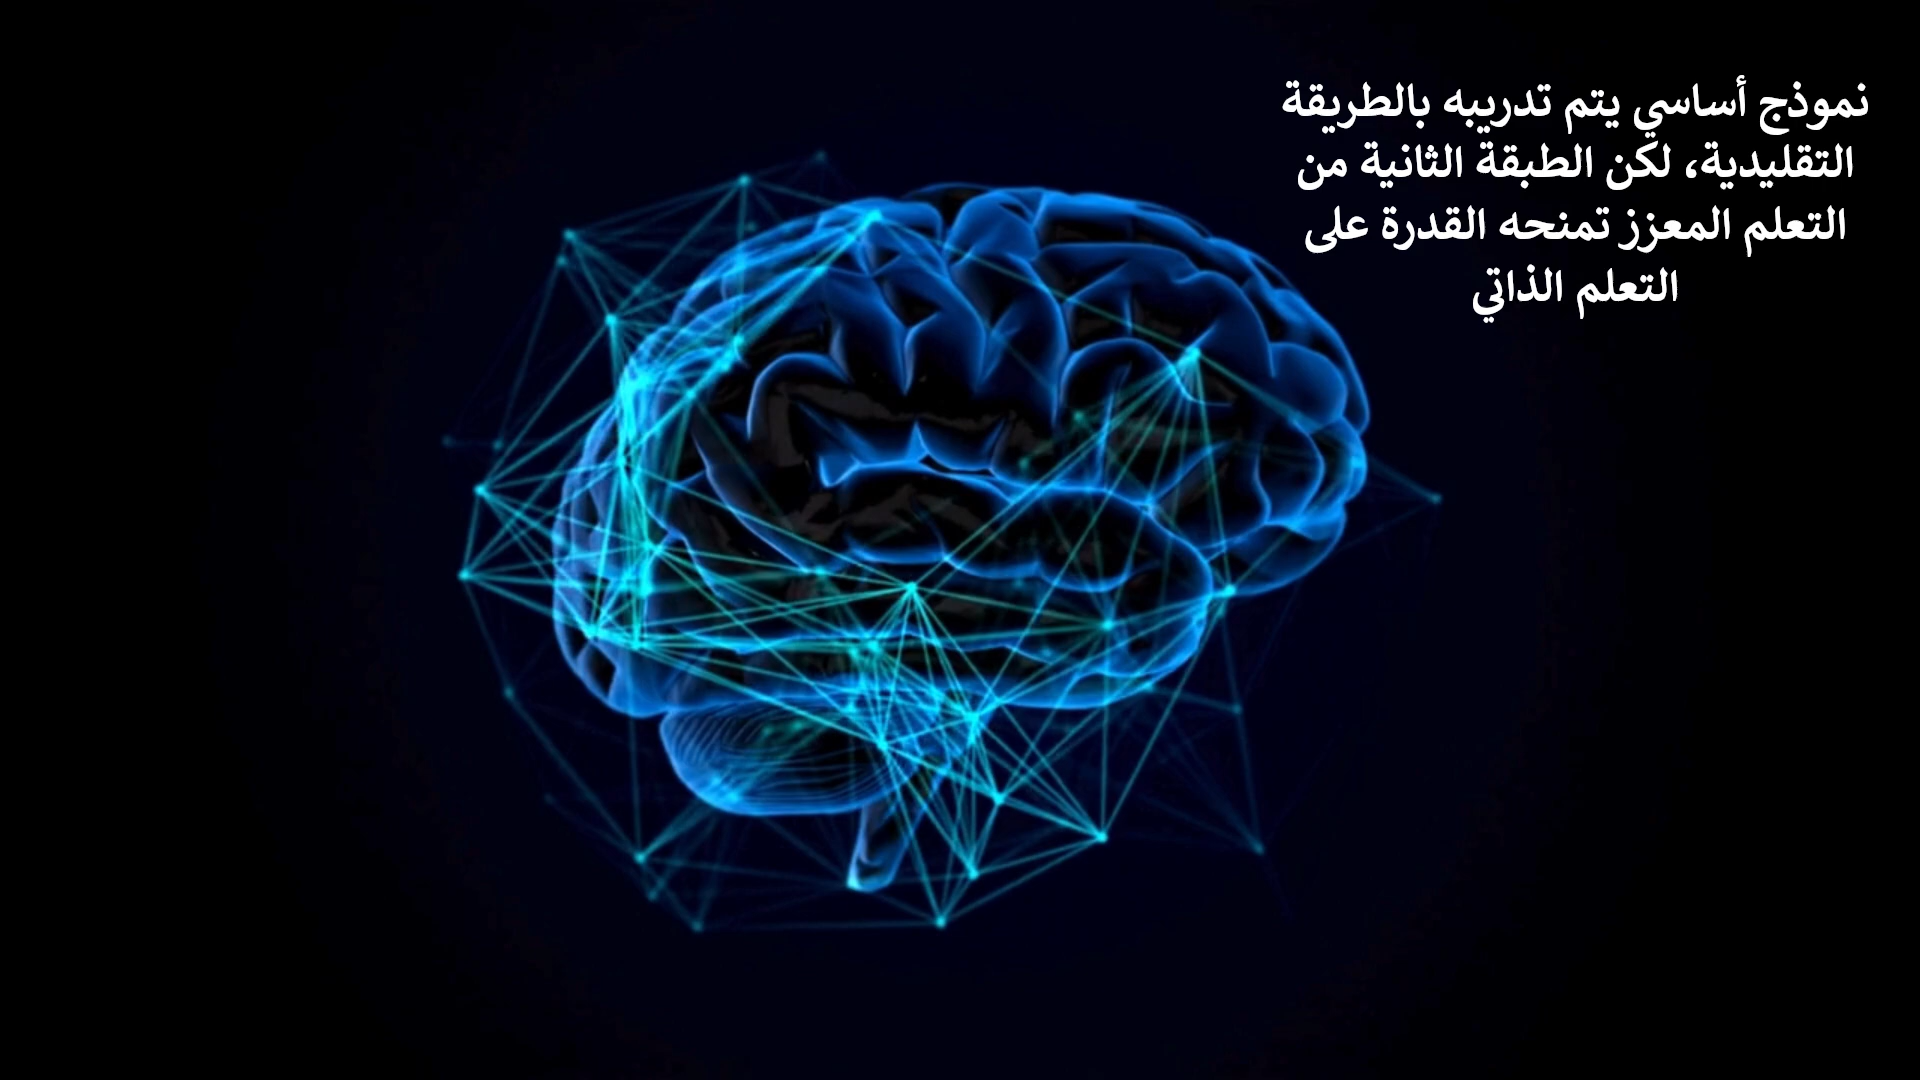 نموذج أساسي يتم تدريبه بالطريقة
التقليدية، لكن الطبقة الثانية من
التعلم المعزز تمنحه القدرة على
التعلم الذاتي